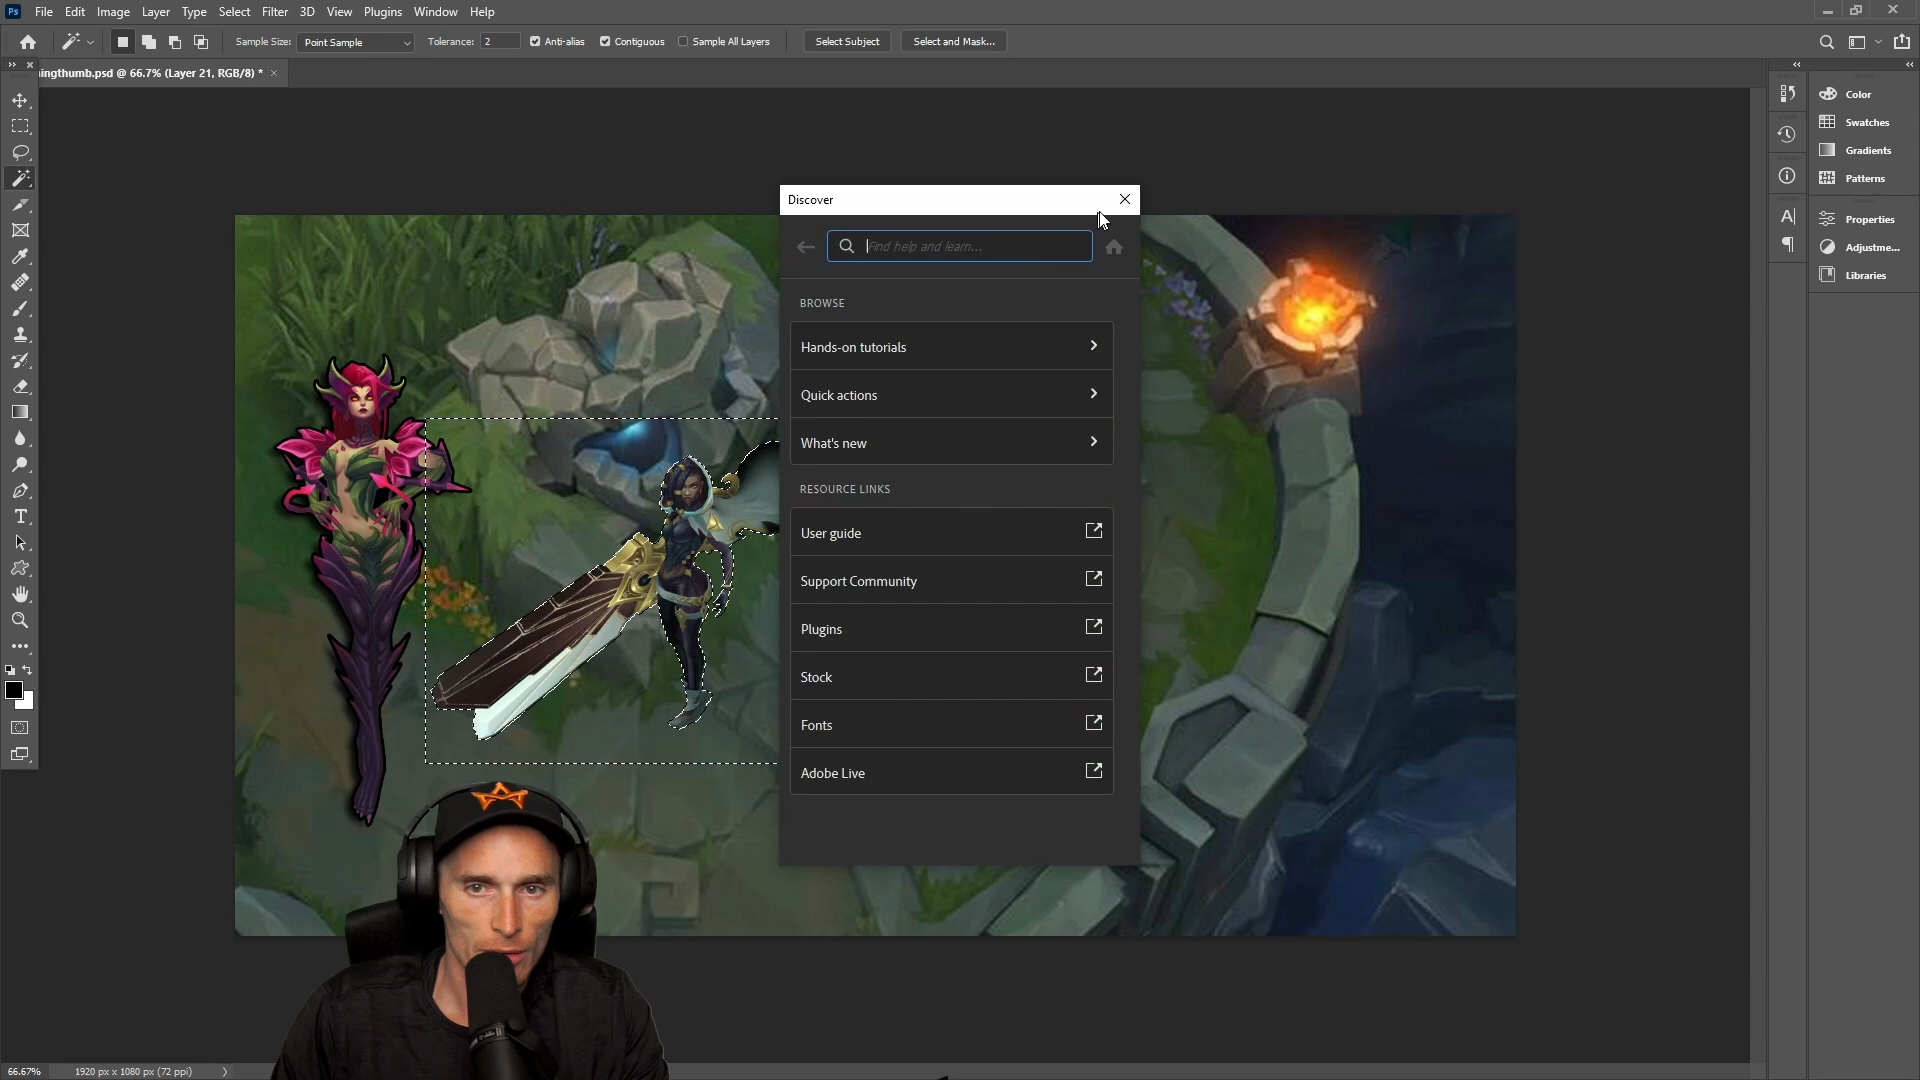 Ps File Edit Image Layer Type Select Filter 3D View Plugins Window Help
Sample Size: Point Sample Tolerance: 2 Anti-alias Contiguous Sample All Layers Select Subject Select and Mask...
ingthumb.psd @ 66.7% (Layer 21, RGB/8) *
Discover
Find help and learn...
BROWSE
Hands-on tutorials
Quick actions
What's new
RESOURCE LINKS
User guide
Support Community
Plugins
Stock
Fonts
Adobe Live
Color
Swatches
Gradients
Patterns
Properties
Adjustme...
Libraries
66.67% 1920 px x 1080 px (72 ppi)